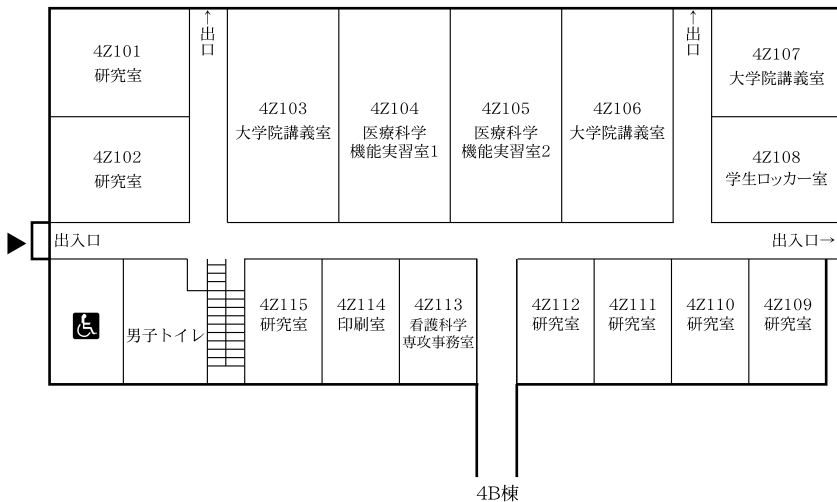 4Z101
研究室
→出口
4Z103
大学院講義室
4Z104
医療科学
機能実習室1
4Z105
医療科学
機能実習室2
4Z106
大学院講義室
→出口
4Z107
大学院講義室
4Z102
研究室
4Z108
学生ロッカー室
出入口
出入口→
男子トイレ
4Z115
研究室
4Z114
印刷室
4Z113
看護科学
専攻事務室
4Z112
研究室
4Z111
研究室
4Z110
研究室
4Z109
研究室
4B棟